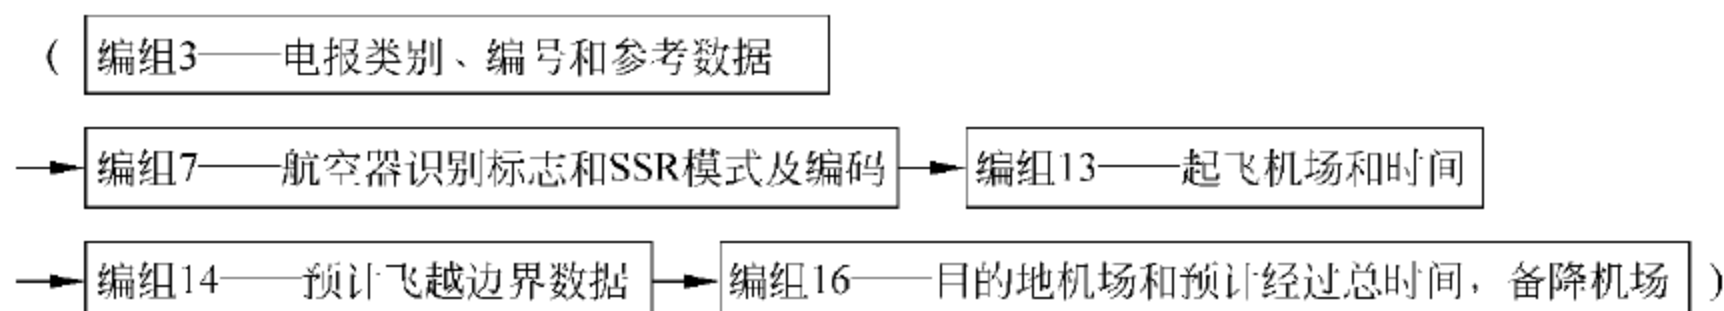 ( 编组3——电报类别、编号和参考数据
编组7——航空器识别标志和SSR模式及编码 编组13——起飞机场和时间
编组14——预计飞越边界数据 编组16——目的地机场和预计经过总时间，备降机场 )